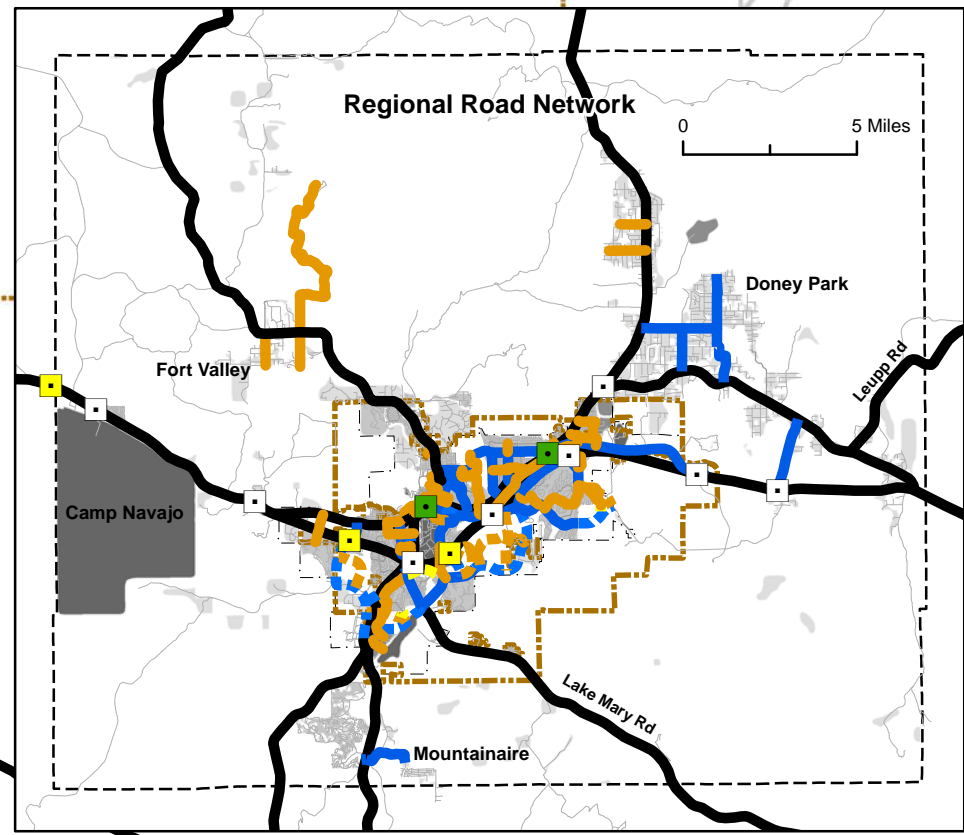 Regional Road Network
0 5 Miles
Doney Park
Fort Valley
Leupp Rd
Camp Navajo
Lake Mary Rd
Mountainaire